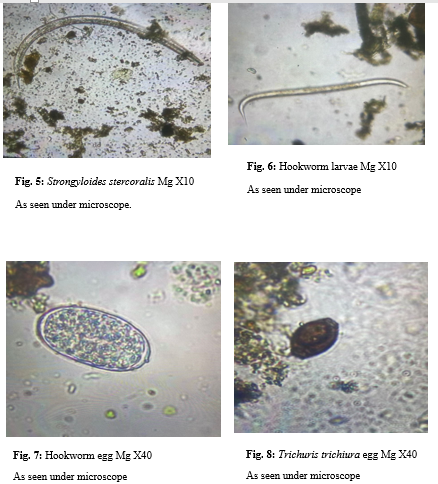 Fig. 5: Strongyloides stercoralis Mg X10
As seen under microscope.
Fig. 6: Hookworm larvae Mg X10
As seen under microscope
Fig. 7: Hookworm egg Mg X40
As seen under microscope
Fig. 8: Trichuris trichiura egg Mg X40
As seen under microscope